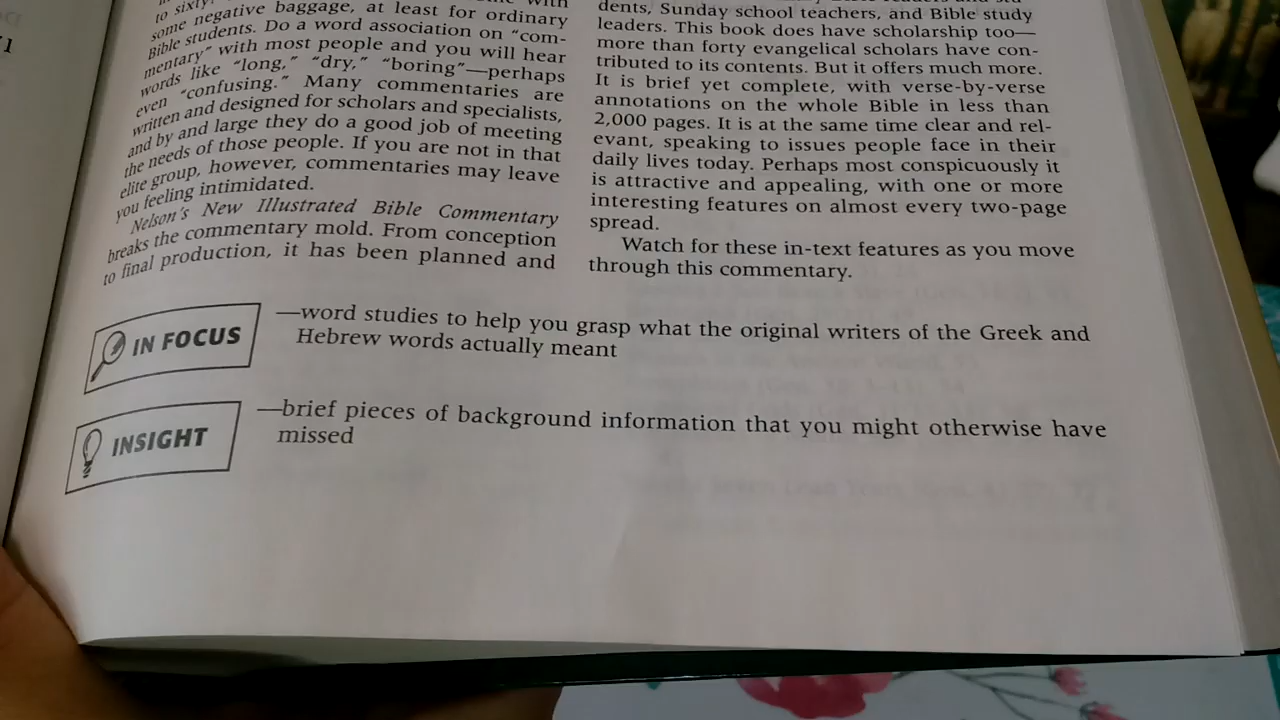 to sixty
some negative baggage, at least for ordinary
Bible students. Do a word association on “com-
mentary” with most people and you will hear
words like “long,” “dry,” “boring”—perhaps
even “confusing.” Many commentaries are
written and designed for scholars and specialists,
and by and large they do a good job of meeting
the needs of those people. If you are not in that
elite group, however, commentaries may leave
you feeling intimidated.
Nelson's New Illustrated Bible Commentary
breaks the commentary mold. From conception
to final production, it has been planned and
dents, Sunday school teachers, and Bible study
leaders. This book does have scholarship too—
more than forty evangelical scholars have con-
tributed to its contents. But it offers much more.
It is brief yet complete, with verse-by-verse
annotations on the whole Bible in less than
2,000 pages. It is at the same time clear and rel-
evant, speaking to issues people face in their
daily lives today. Perhaps most conspicuously it
is attractive and appealing, with one or more
interesting features on almost every two-page
spread.
Watch for these in-text features as you move
through this commentary.
IN FOCUS —word studies to help you grasp what the original writers of the Greek and
Hebrew words actually meant
INSIGHT —brief pieces of background information that you might otherwise have
missed